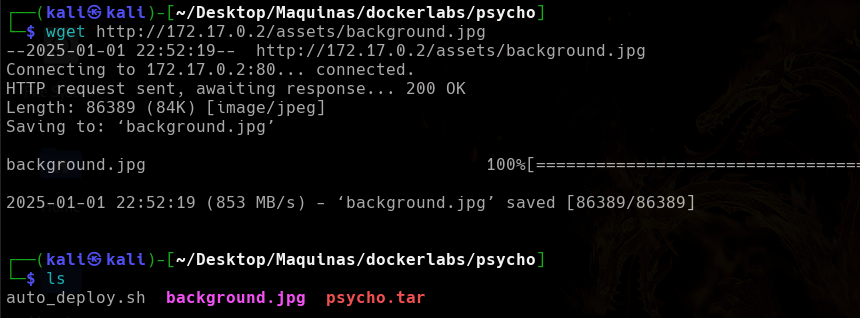 ┌──(kali㉿kali)-[~/Desktop/Maquinas/dockerlabs/psycho]
└─$ wget http://172.17.0.2/assets/background.jpg
--2025-01-01 22:52:19--  http://172.17.0.2/assets/background.jpg
Connecting to 172.17.0.2:80... connected.
HTTP request sent, awaiting response... 200 OK
Length: 86389 (84K) [image/jpeg]
Saving to: ‘background.jpg’
background.jpg                                  100%[=================================
2025-01-01 22:52:19 (853 MB/s) - ‘background.jpg’ saved [86389/86389]
┌──(kali㉿kali)-[~/Desktop/Maquinas/dockerlabs/psycho]
└─$ ls
auto_deploy.sh  background.jpg  psycho.tar